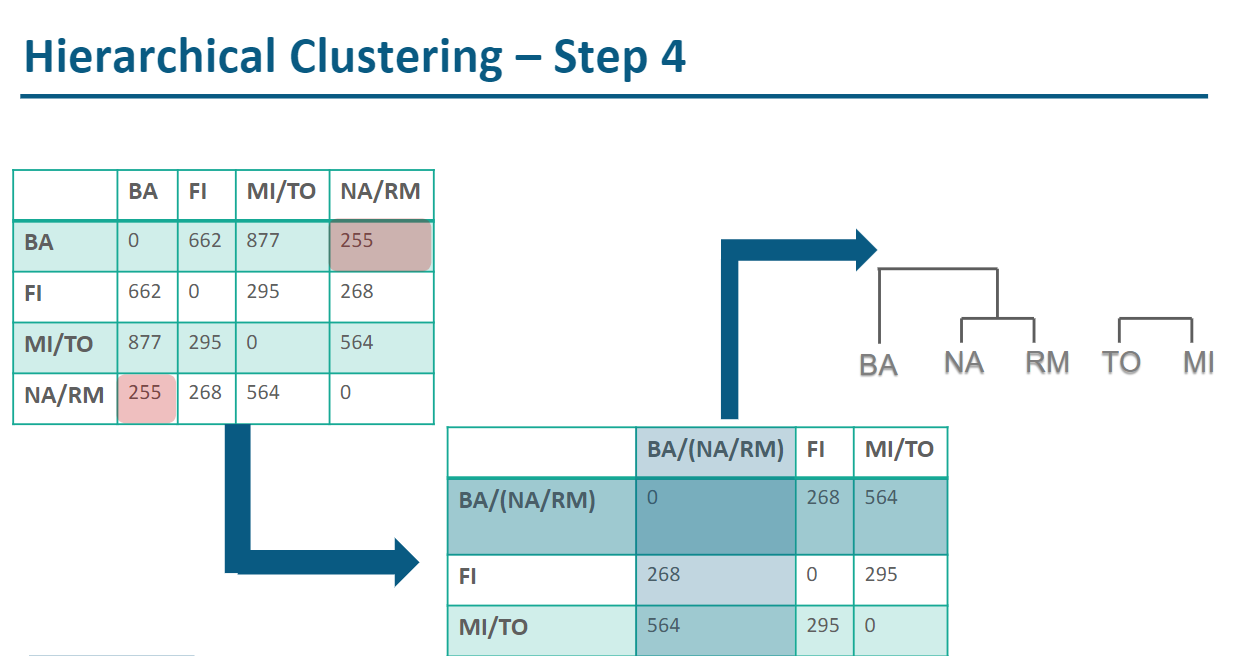 Hierarchical Clustering – Step 4
BA FI MI/TO NA/RM
BA 0 662 877 255
FI 662 0 295 268
MI/TO 877 295 0 564
NA/RM 255 268 564 0
BA NA RM TO MI
BA/(NA/RM) FI MI/TO
BA/(NA/RM) 0 268 564
FI 268 0 295
MI/TO 564 295 0